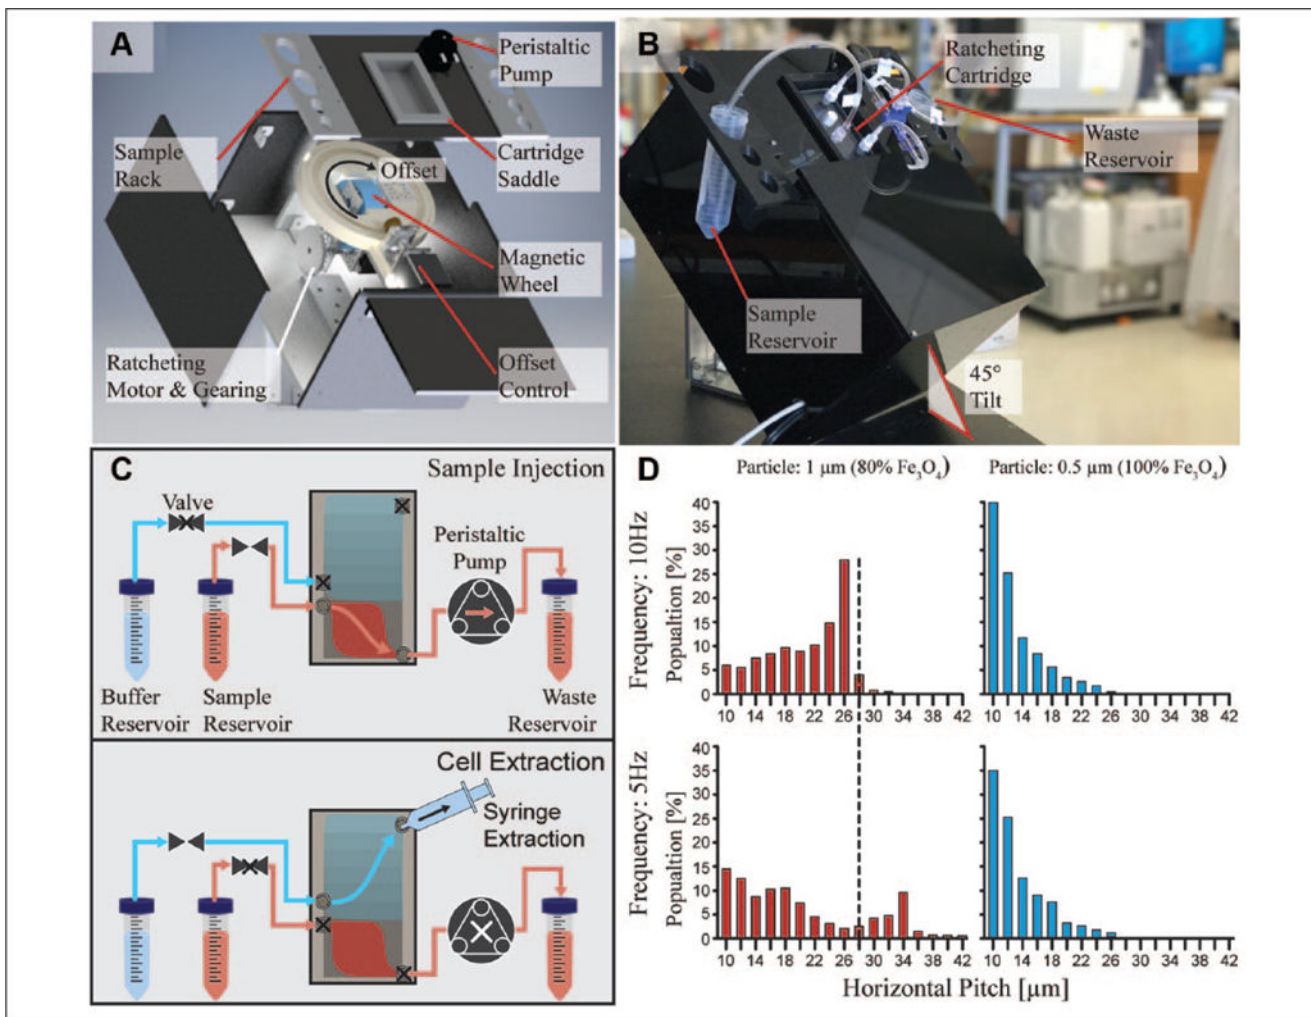 A
Peristaltic
Pump
Sample
Rack
Offset
Cartridge
Saddle
Magnetic
Wheel
Ratcheting
Motor & Gearing
Offset
Control
B
Ratcheting
Cartridge
Waste
Reservoir
Sample
Reservoir
45°
Tilt
C
Sample Injection
Valve
Peristaltic
Pump
Buffer
Reservoir
Sample
Reservoir
Waste
Reservoir
Cell Extraction
Syringe
Extraction
D
Particle: 1 µm (80% Fe₃O₄)
Particle: 0.5 µm (100% Fe₃O₄)
Frequency: 10Hz
Popualtion [%]
40
35
30
25
20
15
10
5
0
10 14 18 22 26 30 34 38 42
10 14 18 22 26 30 34 38 42
Frequency: 5Hz
Popualtion [%]
40
35
30
25
20
15
10
5
0
10 14 18 22 26 30 34 38 42
10 14 18 22 26 30 34 38 42
Horizontal Pitch [µm]